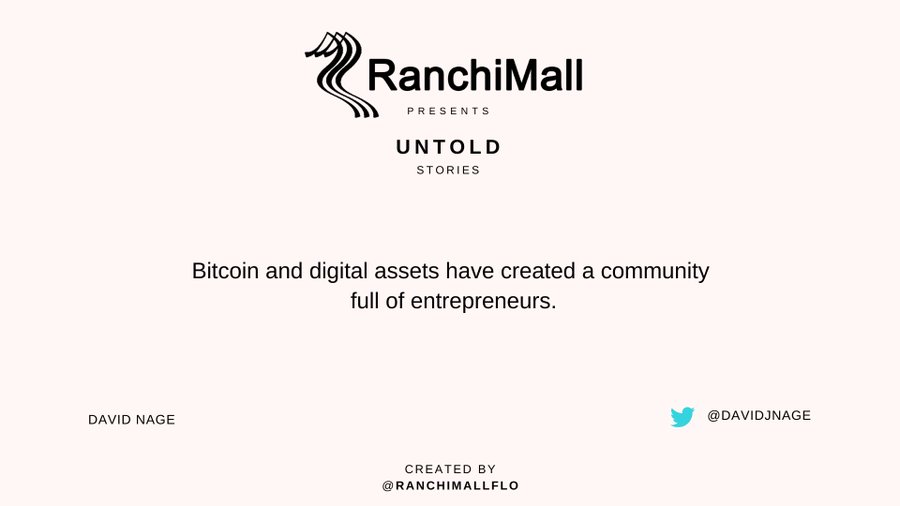 RanchiMall
PRESENTS
UNTOLD
STORIES
Bitcoin and digital assets have created a community
full of entrepreneurs.
DAVID NAGE
@DAVIDJNAGE
CREATED BY
@RANCHIMALLFLO